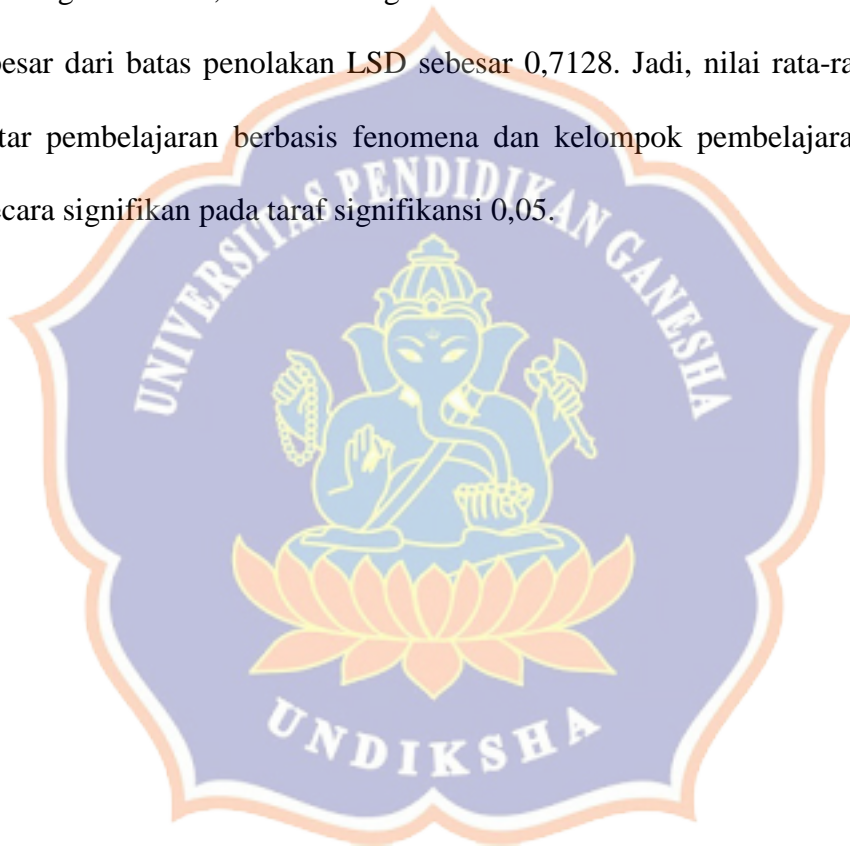 besar dari batas penolakan LSD sebesar 0,7128. Jadi, nilai rata-ra
tar pembelajaran berbasis fenomena dan kelompok pembelajara
ecara signifikan pada taraf signifikansi 0,05.
UNIVERSITAS PENDIDIKAN GANESHA
UNDIKSHA